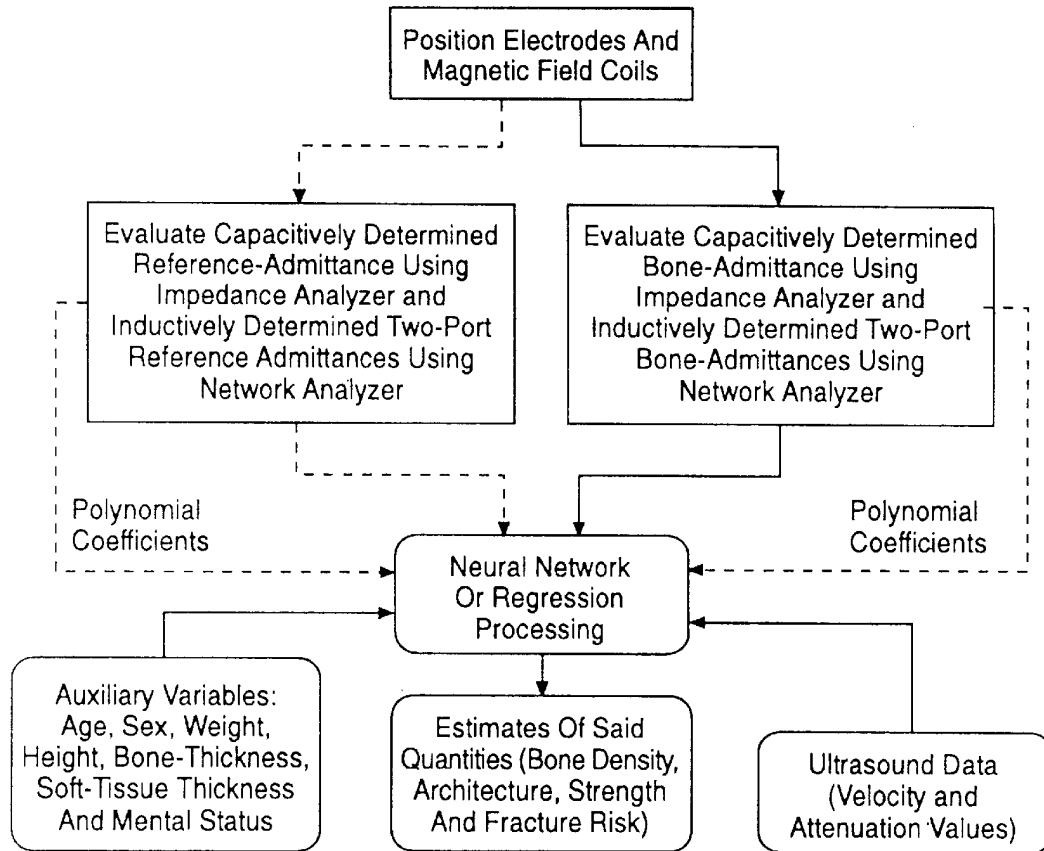 Position Electrodes And
Magnetic Field Coils
Evaluate Capacitively Determined
Reference-Admittance Using
Impedance Analyzer and
Inductively Determined Two-Port
Reference Admittances Using
Network Analyzer
Evaluate Capacitively Determined
Bone-Admittance Using
Impedance Analyzer and
Inductively Determined Two-Port
Bone-Admittances Using
Network Analyzer
Polynomial
Coefficients
Polynomial
Coefficients
Neural Network
Or Regression
Processing
Auxiliary Variables:
Age, Sex, Weight,
Height, Bone-Thickness,
Soft-Tissue Thickness
And Mental Status
Estimates Of Said
Quantities (Bone Density,
Architecture, Strength
And Fracture Risk)
Ultrasound Data
(Velocity and
Attenuation Values)